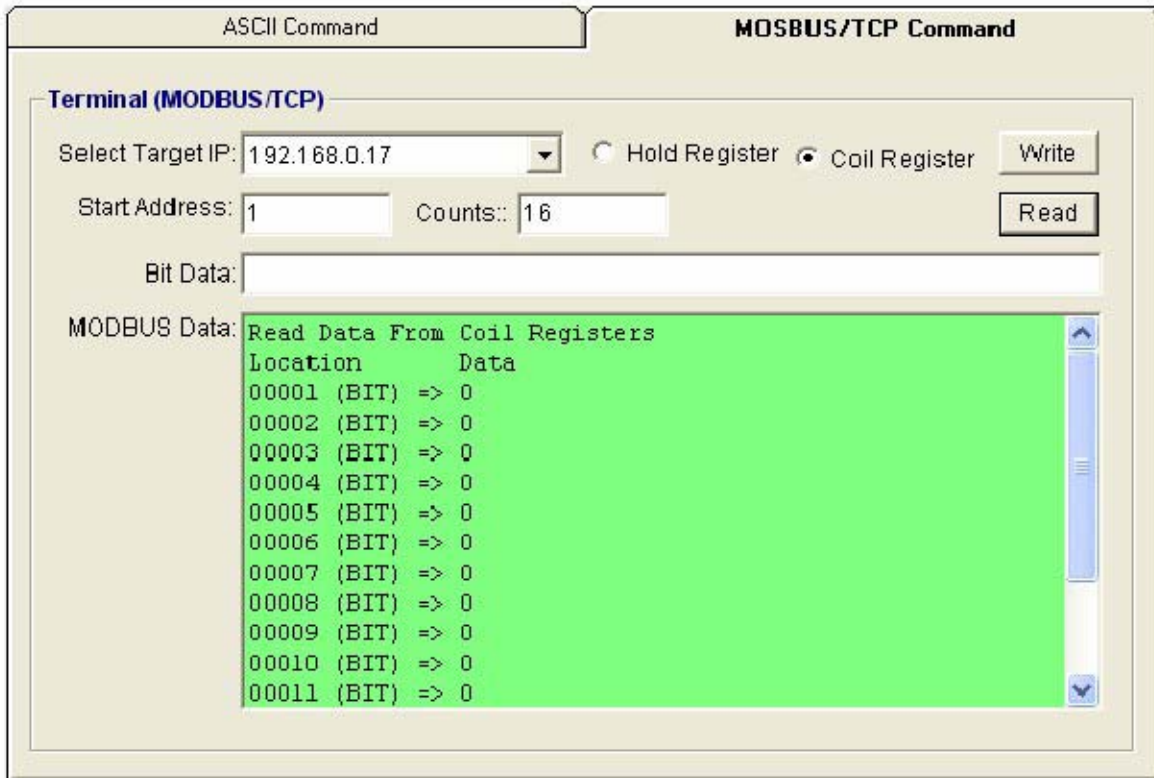 ASCII Command
MOSBUS/TCP Command
Terminal (MODBUS/TCP)
Select Target IP: 192.168.0.17 Hold Register Coil Register Write
Start Address: 1 Counts:: 16 Read
Bit Data:
MODBUS Data: Read Data From Coil Registers
Location Data
00001 (BIT) => 0
00002 (BIT) => 0
00003 (BIT) => 0
00004 (BIT) => 0
00005 (BIT) => 0
00006 (BIT) => 0
00007 (BIT) => 0
00008 (BIT) => 0
00009 (BIT) => 0
00010 (BIT) => 0
00011 (BIT) => 0